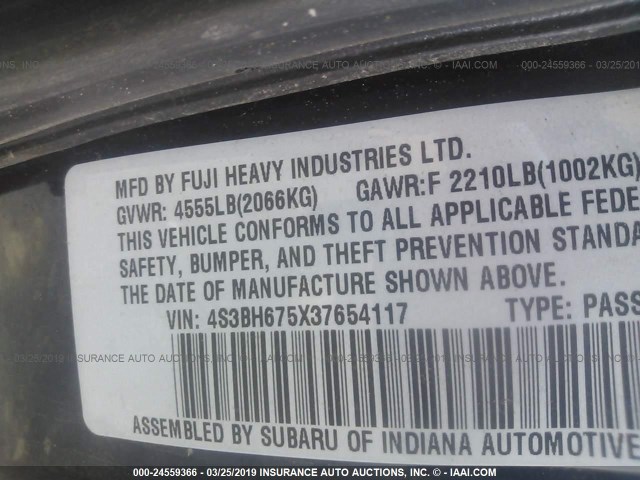 000-24559366 - 03/25/2019 INSURANCE AUTO AUCTIONS, INC. - © - IAAI.COM
MFD BY FUJI HEAVY INDUSTRIES LTD.
GVWR: 4555LB(2066KG) GAWR:F 2210LB(1002KG)
THIS VEHICLE CONFORMS TO ALL APPLICABLE FEDE
SAFETY, BUMPER, AND THEFT PREVENTION STANDA
THE DATE OF MANUFACTURE SHOWN ABOVE.
VIN: 4S3BH675X37654117 TYPE: PASS
ASSEMBLED BY SUBARU OF INDIANA AUTOMOTIVE
000-24559366 - 03/25/2019 INSURANCE AUTO AUCTIONS, INC. - © - IAAI.COM